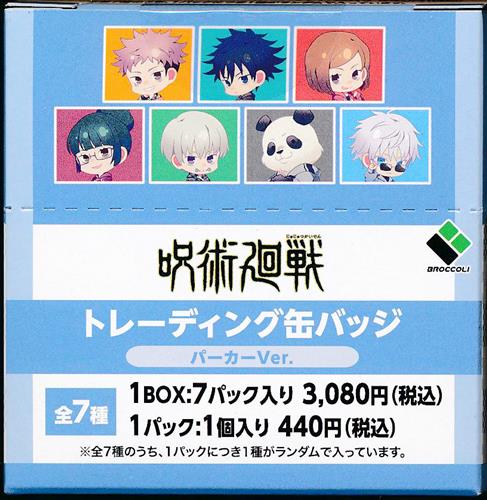 じゅじゅつかいせん
呪術廻戦
BROCCOLI
トレーディング缶バッジ
パーカーVer.
全7種
1BOX:7パック入り 3,080円(税込)
1パック:1個入り 440円(税込)
※全7種のうち、1パックにつき1種がランダムで入っています。